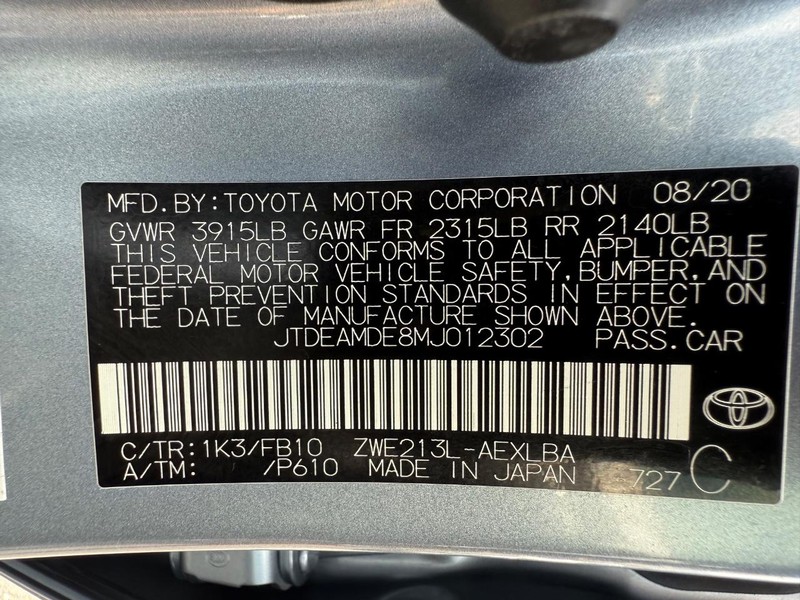 MFD.BY:TOYOTA MOTOR CORPORATION 08/20
GVWR 3915LB GAWR FR 2315LB RR 2140LB
THIS VEHICLE CONFORMS TO ALL APPLICABLE
FEDERAL MOTOR VEHICLE SAFETY,BUMPER,AND
THEFT PREVENTION STANDARDS IN EFFECT ON
THE DATE OF MANUFACTURE SHOWN ABOVE.
JTDEAMDE8MJ012302 PASS.CAR
C/TR:1K3/FB10 ZWE213L-AEXLBA
A/TM: /P610 MADE IN JAPAN 727 C